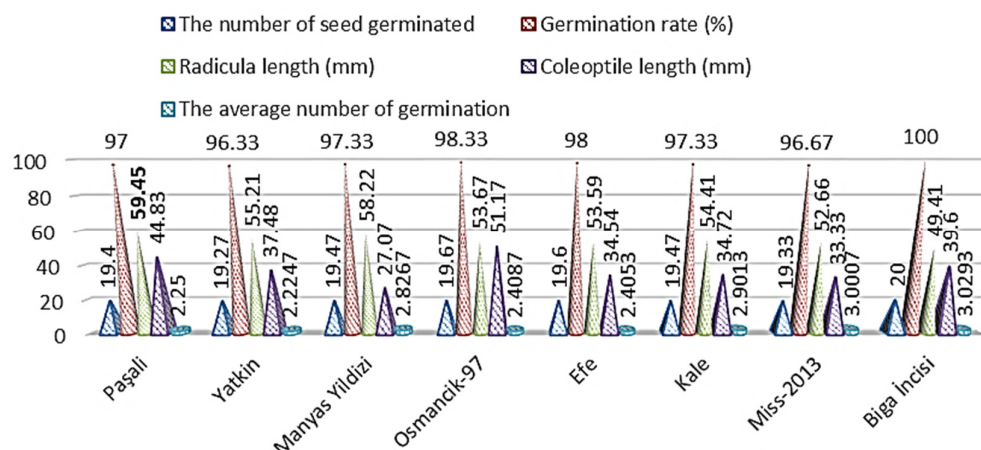 The number of seed germinated Germination rate (%)
Radicula length (mm) Coleoptile length (mm)
The average number of germination
97 96.33 97.33 98.33 98 97.33 96.67 100
100
80
60
40
20
0
19.4 59.45 44.83 2.25
19.27 55.21 37.48 2.2247
19.47 58.22 27.07 2.8267
19.67 53.67 51.17 2.4087
19.6 53.59 34.54 2.4053
19.47 54.41 34.72 2.9013
19.33 52.66 33.33 3.0007
20 49.41 39.6 3.0293
Paşali
Yatkin
Manyas Yildizi
Osmancik-97
Efe
Kale
Miss-2013
Biga İncisi